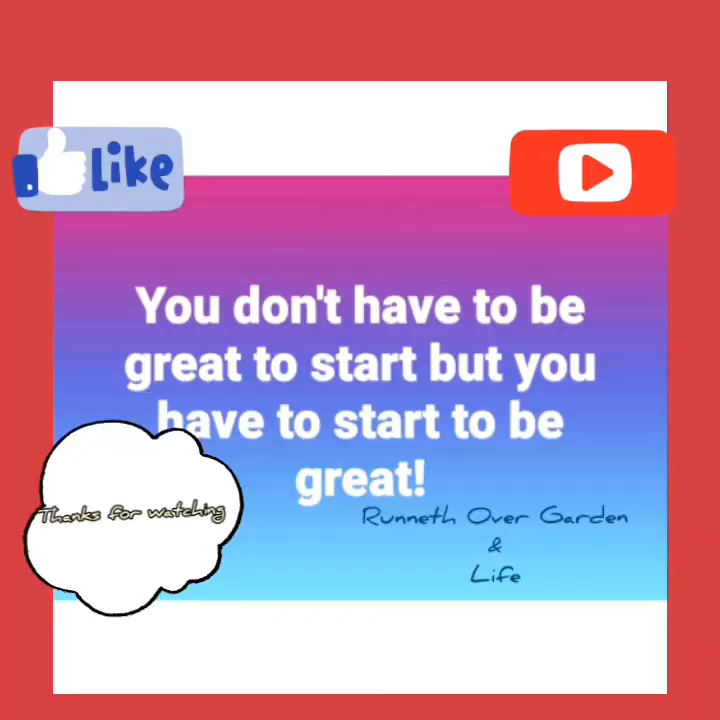 Like
You don't have to be
great to start but you
have to start to be
great!
Thanks for watching
Runneth Over Garden
&
Life